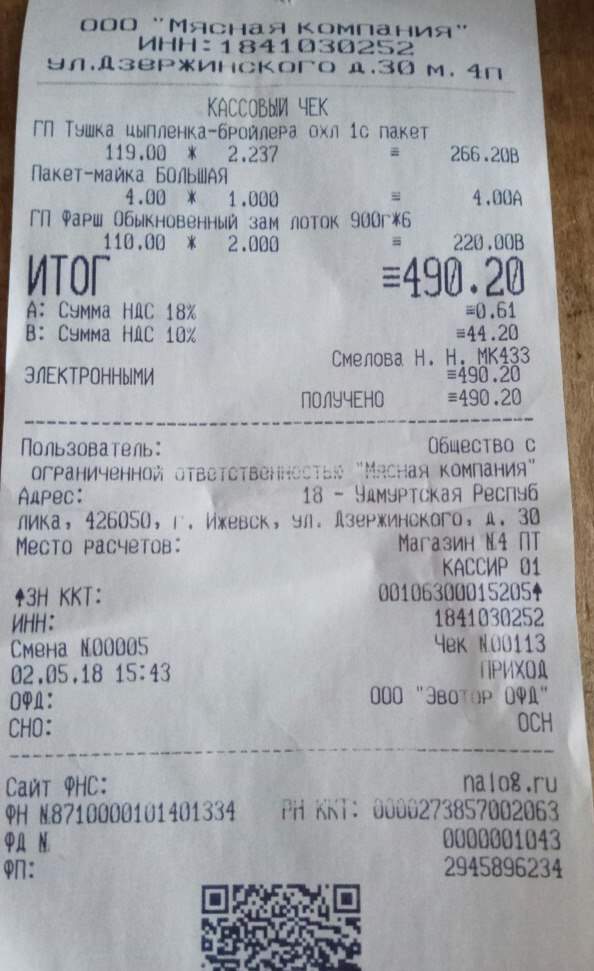 ООО "Мясная компания"
ИНН:1841030252
ул.Дзержинского д.30 м. 4п
КАССОВЫЙ ЧЕК
ГП Тушка цыпленка-бройлера охл 1с пакет
119.00 * 2.237 ≡ 266.20В
Пакет-майка БОЛЬШАЯ
4.00 * 1.000 ≡ 4.00А
ГП Фарш Обыкновенный зам лоток 900г*6
110.00 * 2.000 ≡ 220.00В
ИТОГ ≡490.20
А: Сумма НДС 18% ≡0.61
В: Сумма НДС 10% ≡44.20
Смелова Н. Н. МК433
ЭЛЕКТРОННЫМИ ≡490.20
ПОЛУЧЕНО ≡490.20
Пользователь: Общество с
ограниченной ответственностью "Мясная компания"
Адрес: 18 - Удмуртская Респуб
лика, 426050, г. Ижевск, ул. Дзержинского, д. 30
Место расчетов: Магазин №4 ПТ
КАССИР 01
↑ЗН ККТ: 00106300015205↑
ИНН: 1841030252
Смена №00005 Чек №00113
02.05.18 15:43 ПРИХОД
ОФД: ООО "Эвотор ОФД"
СНО: ОСН
Сайт ФНС: nalog.ru
ФН №8710000101401334 РН ККТ: 0000273857002063
ФД № 0000001043
ФП: 2945896234